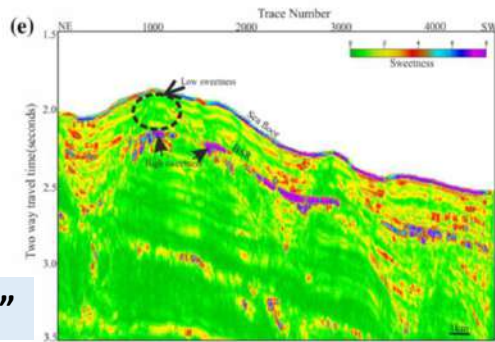 (e)
Trace Number
NE 1000 2000 3000 4000 SW
1.5
Sweetness
Low sweetness
2.0
Sea floor
High sweetness
BSR
2.5
Two way travel time(seconds)
3.0
”
1km
3.5